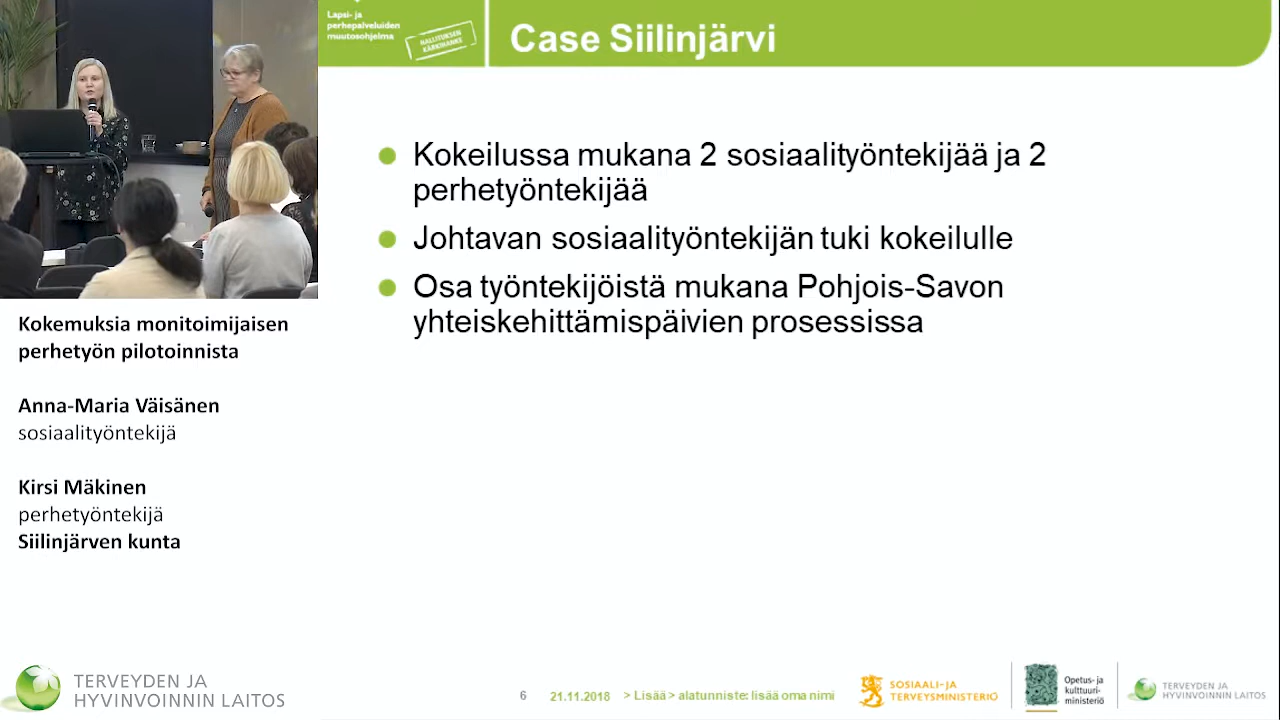 Lapsi- ja
perhepalveluiden
muutosohjelma
HALLITUKSEN
KÄRKIHANKE
Case Siilinjärvi
Kokeilussa mukana 2 sosiaalityöntekijää ja 2
perhetyöntekijää
Johtavan sosiaalityöntekijän tuki kokeilulle
Osa työntekijöistä mukana Pohjois-Savon
yhteiskehittämispäivien prosessissa
Kokemuksia monitoimijaisen
perhetyön pilotoinnista
Anna-Maria Väisänen
sosiaalityöntekijä
Kirsi Mäkinen
perhetyöntekijä
Siilinjärven kunta
TERVEYDEN JA
HYVINVOINNIN LAITOS
6 21.11.2018 > Lisää > alatunniste: lisää oma nimi
SOSIAALI- JA
TERVEYSMINISTERIÖ
Opetus- ja
kulttuuri-
ministeriö
TERVEYDEN JA
HYVINVOINNIN LAITOS